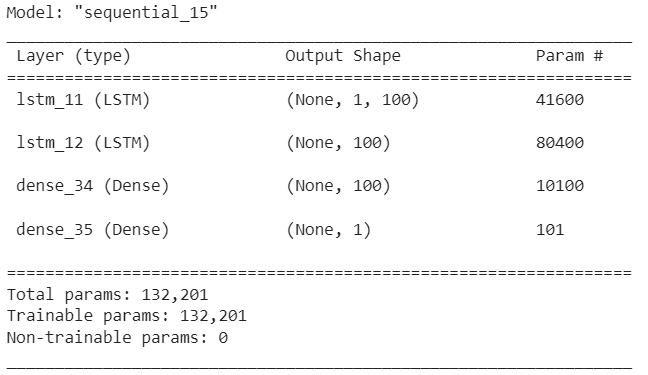 Model: "sequential_15"
_________________________________________________________________
Layer (type) Output Shape Param #
=================================================================
lstm_11 (LSTM) (None, 1, 100) 41600
lstm_12 (LSTM) (None, 100) 80400
dense_34 (Dense) (None, 100) 10100
dense_35 (Dense) (None, 1) 101
=================================================================
Total params: 132,201
Trainable params: 132,201
Non-trainable params: 0
_________________________________________________________________